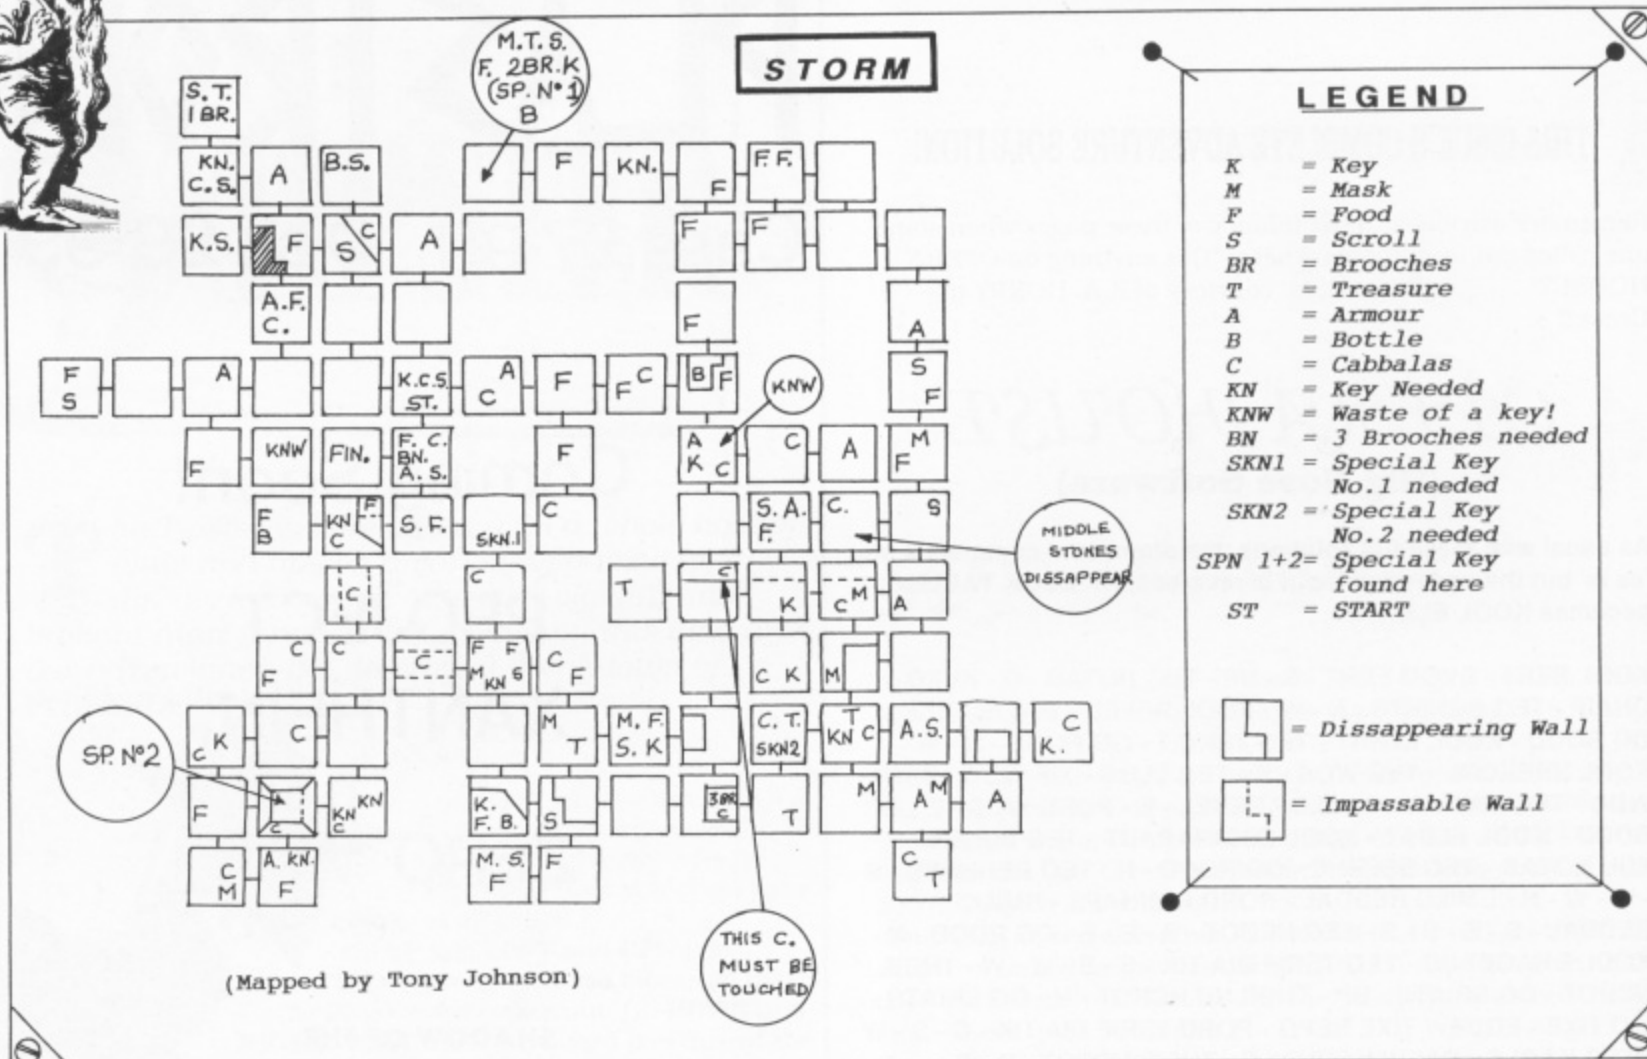 STORM
M.T.S.
F. 2BR.K
(SP. Nº1)
B
S.T.
1BR.
KN.
C.S.
A
B.S.
F
KN.
F
F.F.
K.S.
F
S
C
A
F
F
A.F.
C.
F
A
F
S
A
K.C.S.
ST.
A
C
F
F
C
B
F
KNW
S
F
F
KNW
FIN.
F. C.
BN.
A. S.
F
A
K
C
C
A
M
F
F
B
KN
C
F
S. F.
SKN.1
C
S. A.
F.
C.
S
MIDDLE
STONES
DISSAPPEAR
C
C
T
C
K
C
M
A
C
F
C
C
F F
M KN S
C
F
C K
M
SP. Nº2
K
C
C
M
T
M. F.
S. K
C. T.
SKN2
T
KN C
A.S.
C
K.
F
C
KN
KN
C
K.
F. B.
S
3BR
C
T
M
M
A
A
C
M
A. KN.
F
M. S.
F
F
C
T
THIS C.
MUST BE
TOUCHED
(Mapped by Tony Johnson)
LEGEND
K = Key
M = Mask
F = Food
S = Scroll
BR = Brooches
T = Treasure
A = Armour
B = Bottle
C = Cabbalas
KN = Key Needed
KNW = Waste of a key!
BN = 3 Brooches needed
SKN1 = Special Key
No.1 needed
SKN2 = Special Key
No.2 needed
SPN 1+2= Special Key
found here
ST = START
= Dissappearing Wall
= Impassable Wall